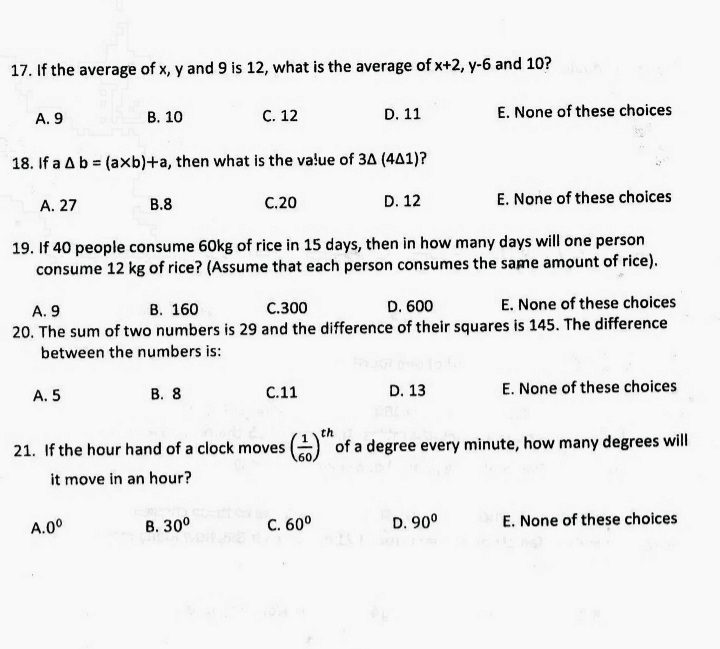 17. If the average of x, y and 9 is 12, what is the average of x+2, y-6 and 10?
A. 9 B. 10 C. 12 D. 11 E. None of these choices
18. If a Δ b = (axb)+a, then what is the value of 3Δ (4Δ1)?
A. 27 B.8 C.20 D. 12 E. None of these choices
19. If 40 people consume 60kg of rice in 15 days, then in how many days will one person
consume 12 kg of rice? (Assume that each person consumes the same amount of rice).
A. 9 B. 160 C.300 D. 600 E. None of these choices
20. The sum of two numbers is 29 and the difference of their squares is 145. The difference
between the numbers is:
A. 5 B. 8 C.11 D. 13 E. None of these choices
21. If the hour hand of a clock moves (1/60)th of a degree every minute, how many degrees will
it move in an hour?
A.0⁰ B. 30⁰ C. 60⁰ D. 90⁰ E. None of these choices